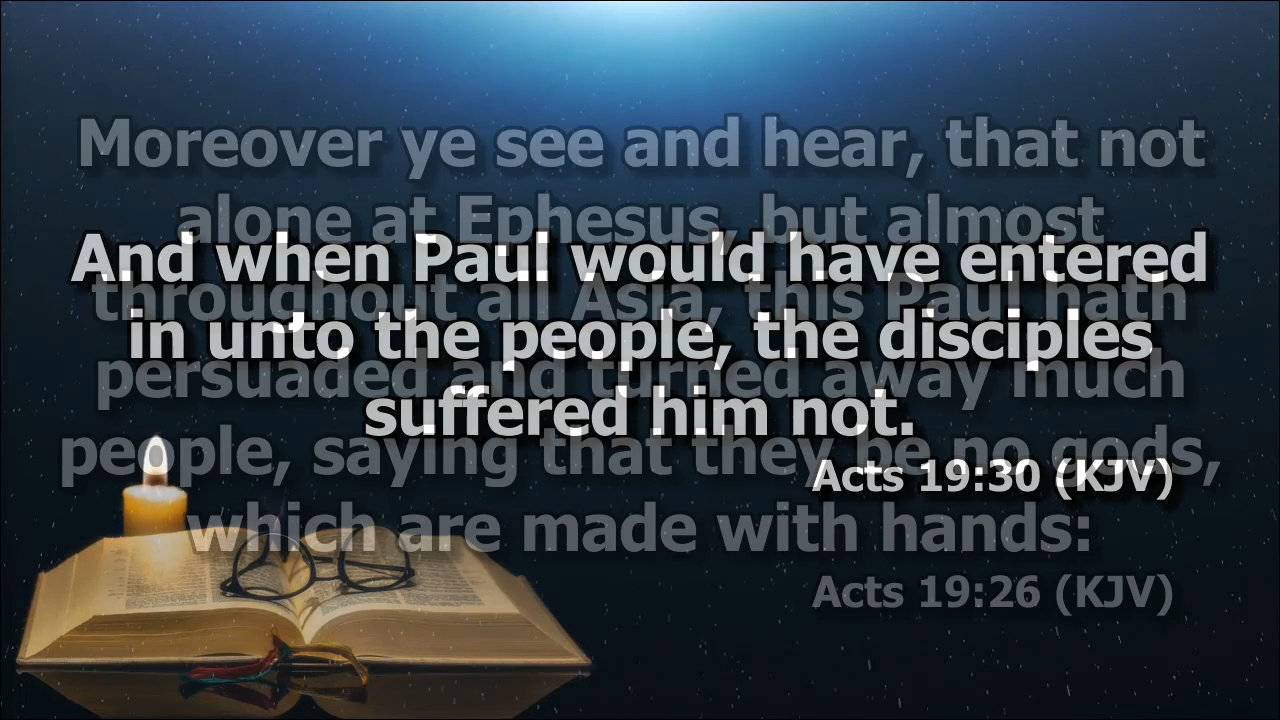 Moreover ye see and hear, that not
alone at Ephesus, but almost
throughout all Asia, this Paul hath
persuaded and turned away much
people, saying that they be no gods,
which are made with hands:
Acts 19:26 (KJV)
And when Paul would have entered
in unto the people, the disciples
suffered him not.
Acts 19:30 (KJV)